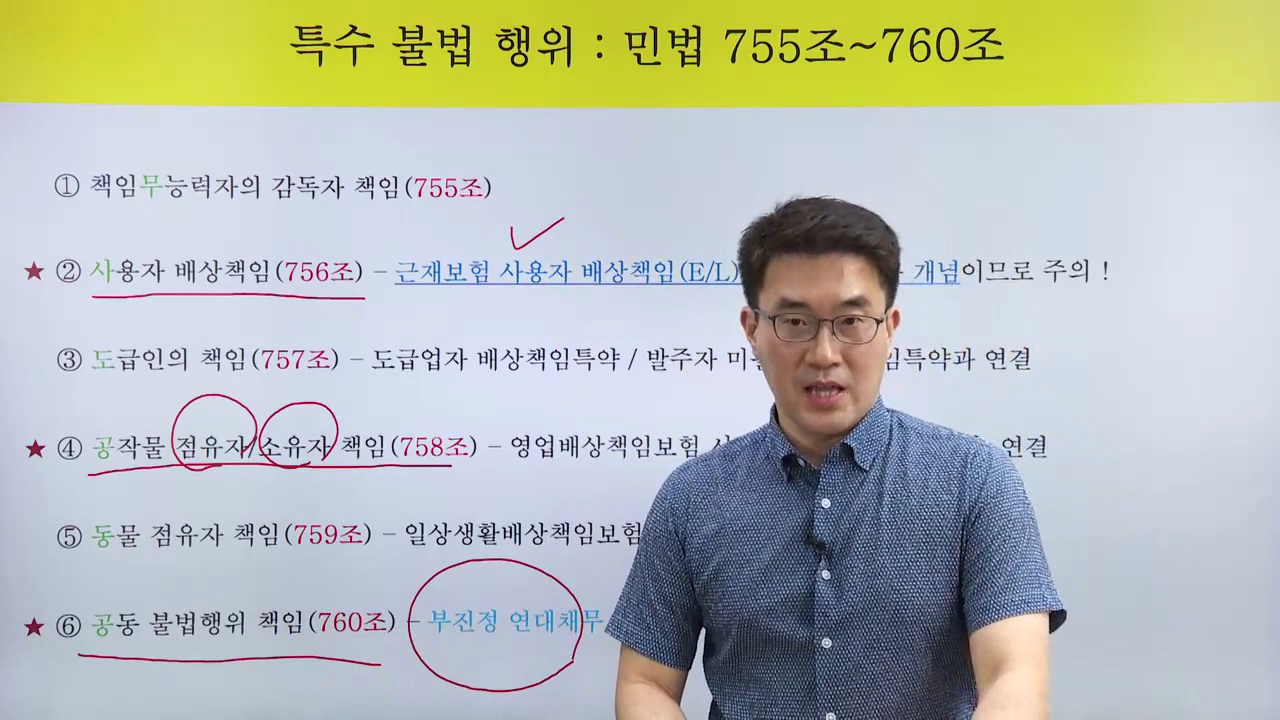 특수 불법 행위 : 민법 755조~760조
① 책임무능력자의 감독자 책임(755조)
★ ② 사용자 배상책임(756조) – 근재보험 사용자 배상책임(E/L) 개념이므로 주의 !
③ 도급인의 책임(757조) – 도급업자 배상책임특약 / 발주자 미 임특약과 연결
★ ④ 공작물 점유자/소유자 책임(758조) – 영업배상책임보험 연결
⑤ 동물 점유자 책임(759조) – 일상생활배상책임보험
★ ⑥ 공동 불법행위 책임(760조) – 부진정 연대채무